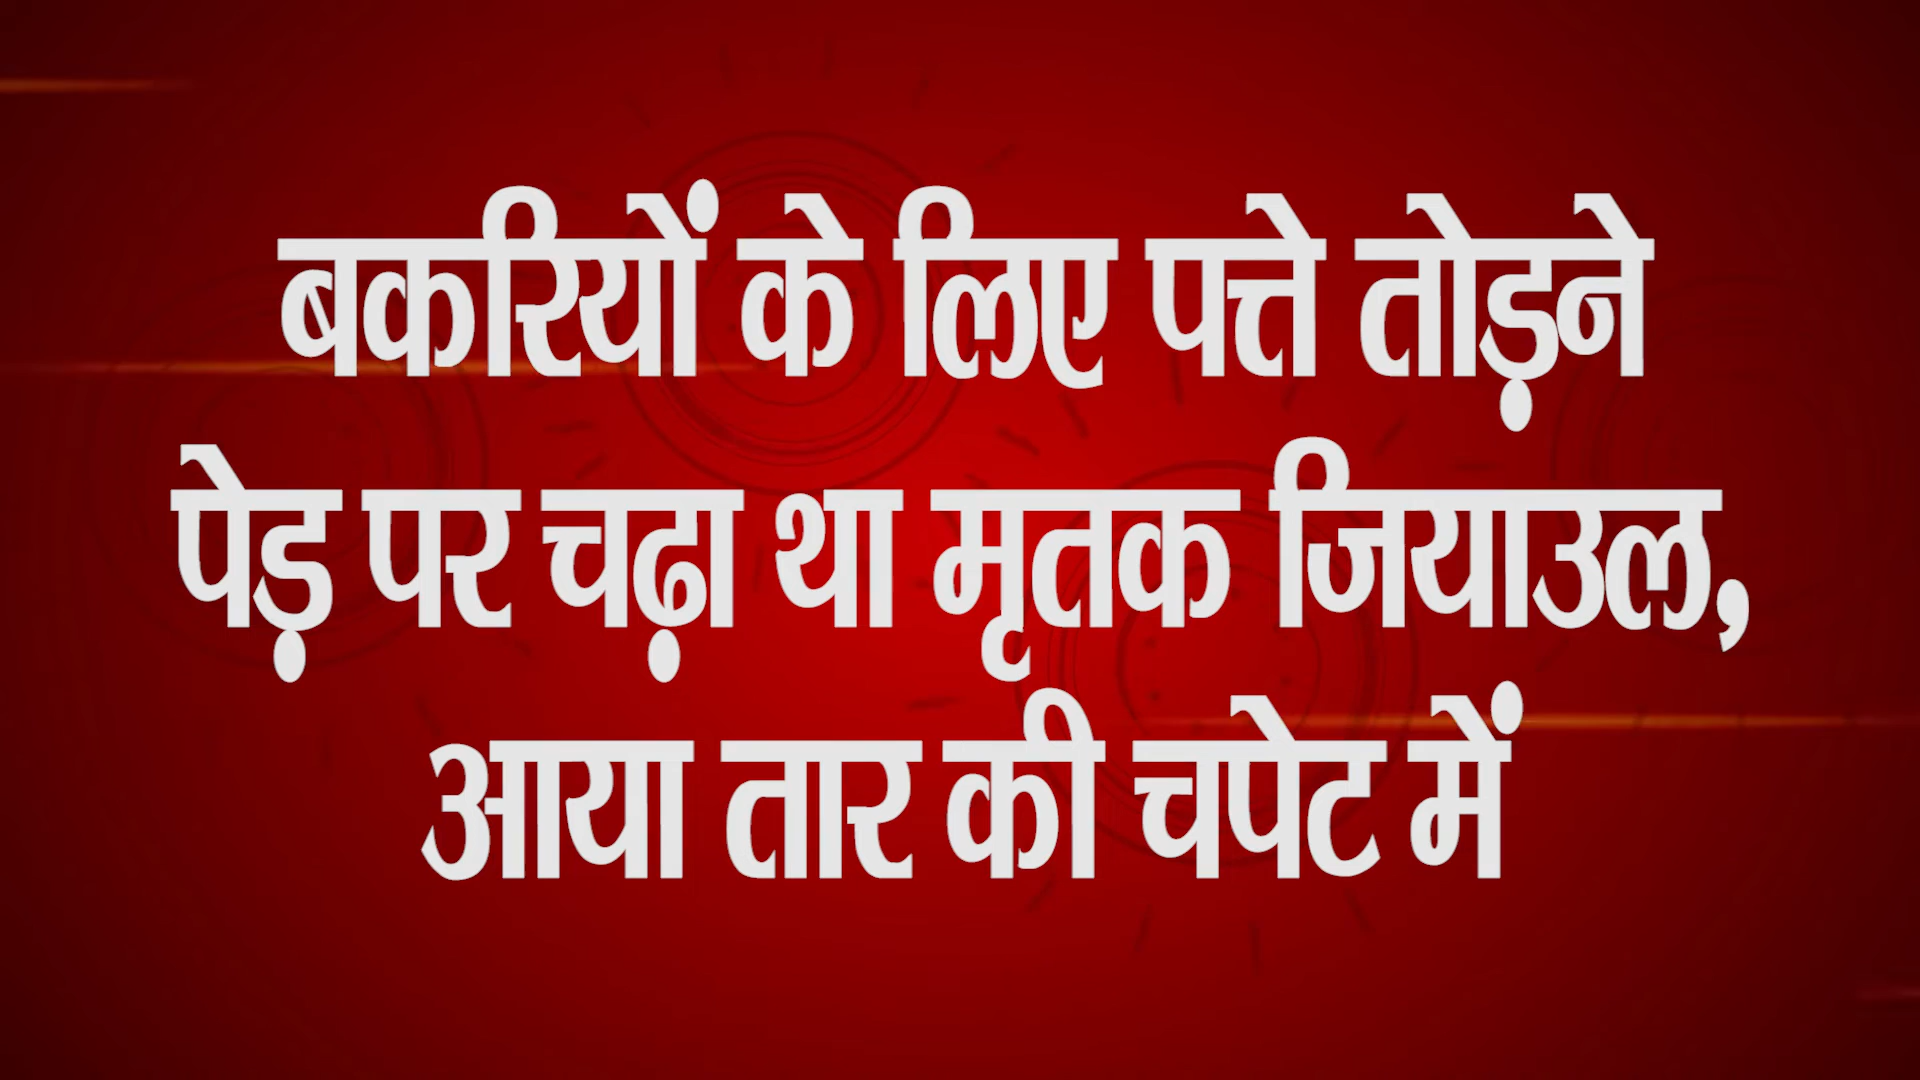 बकरियों के लिए पत्ते तोड़ने
पेड़ पर चढ़ा था मृतक जियाउल,
आया तार की चपेट में